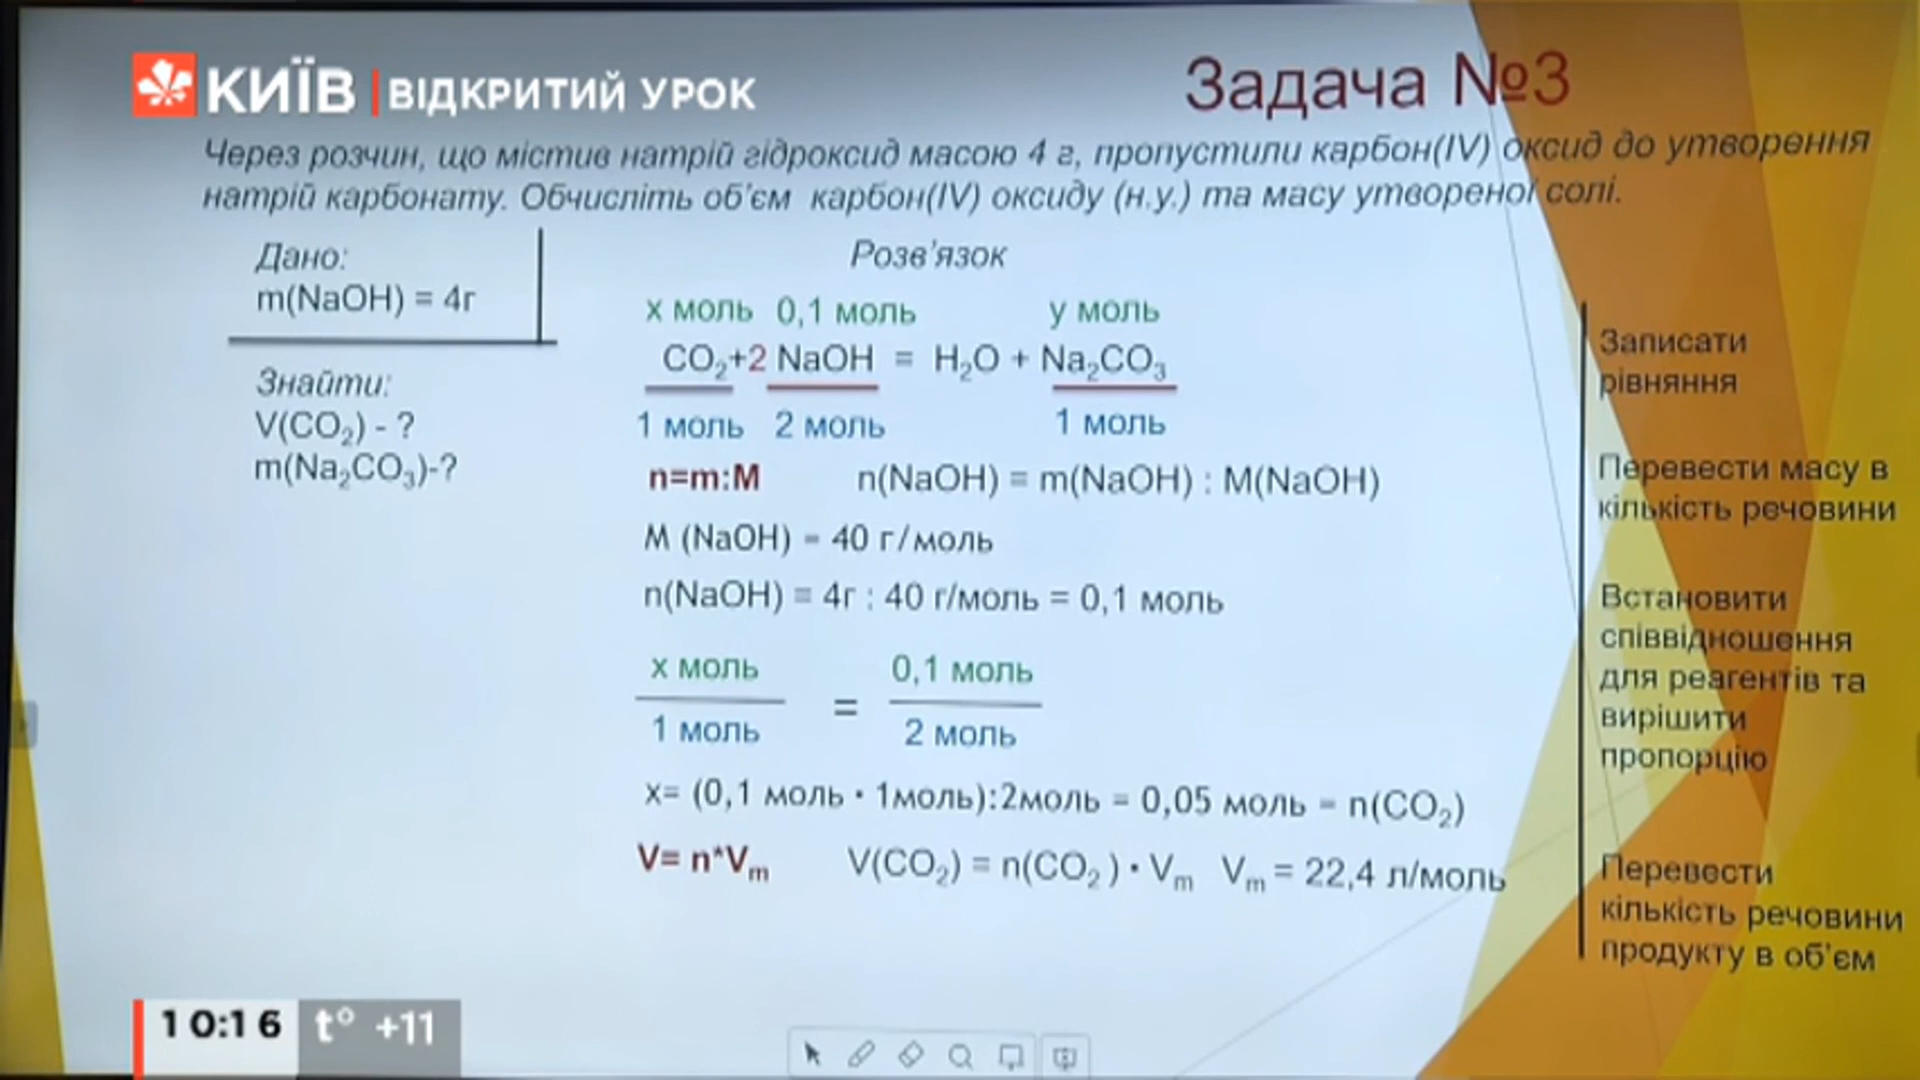 КИЇВ | ВІДКРИТИЙ УРОК
Задача №3
Через розчин, що містив натрій гідроксид масою 4 г, пропустили карбон(IV) оксид до утворення
натрій карбонату. Обчисліть об'єм карбон(IV) оксиду (н.у.) та масу утвореної солі.
Дано:
m(NaOH) = 4г
Знайти:
V(CO₂) - ?
m(Na₂CO₃)-?
Розв'язок
х моль 0,1 моль у моль
CO₂+2 NaOH = H₂O + Na₂CO₃
1 моль 2 моль 1 моль
n=m:M n(NaOH) = m(NaOH) : M(NaOH)
M (NaOH) = 40 г/моль
n(NaOH) = 4г : 40 г/моль = 0,1 моль
х моль = 0,1 моль
1 моль 2 моль
х= (0,1 моль · 1моль):2моль = 0,05 моль = n(CO₂)
V= n*Vₘ V(CO₂) = n(CO₂ ) · Vₘ Vₘ = 22,4 л/моль
Записати
рівняння
Перевести масу в
кількість речовини
Встановити
співвідношення
для реагентів та
вирішити
пропорцію
Перевести
кількість речовини
продукту в об'єм
10:16 t° +11